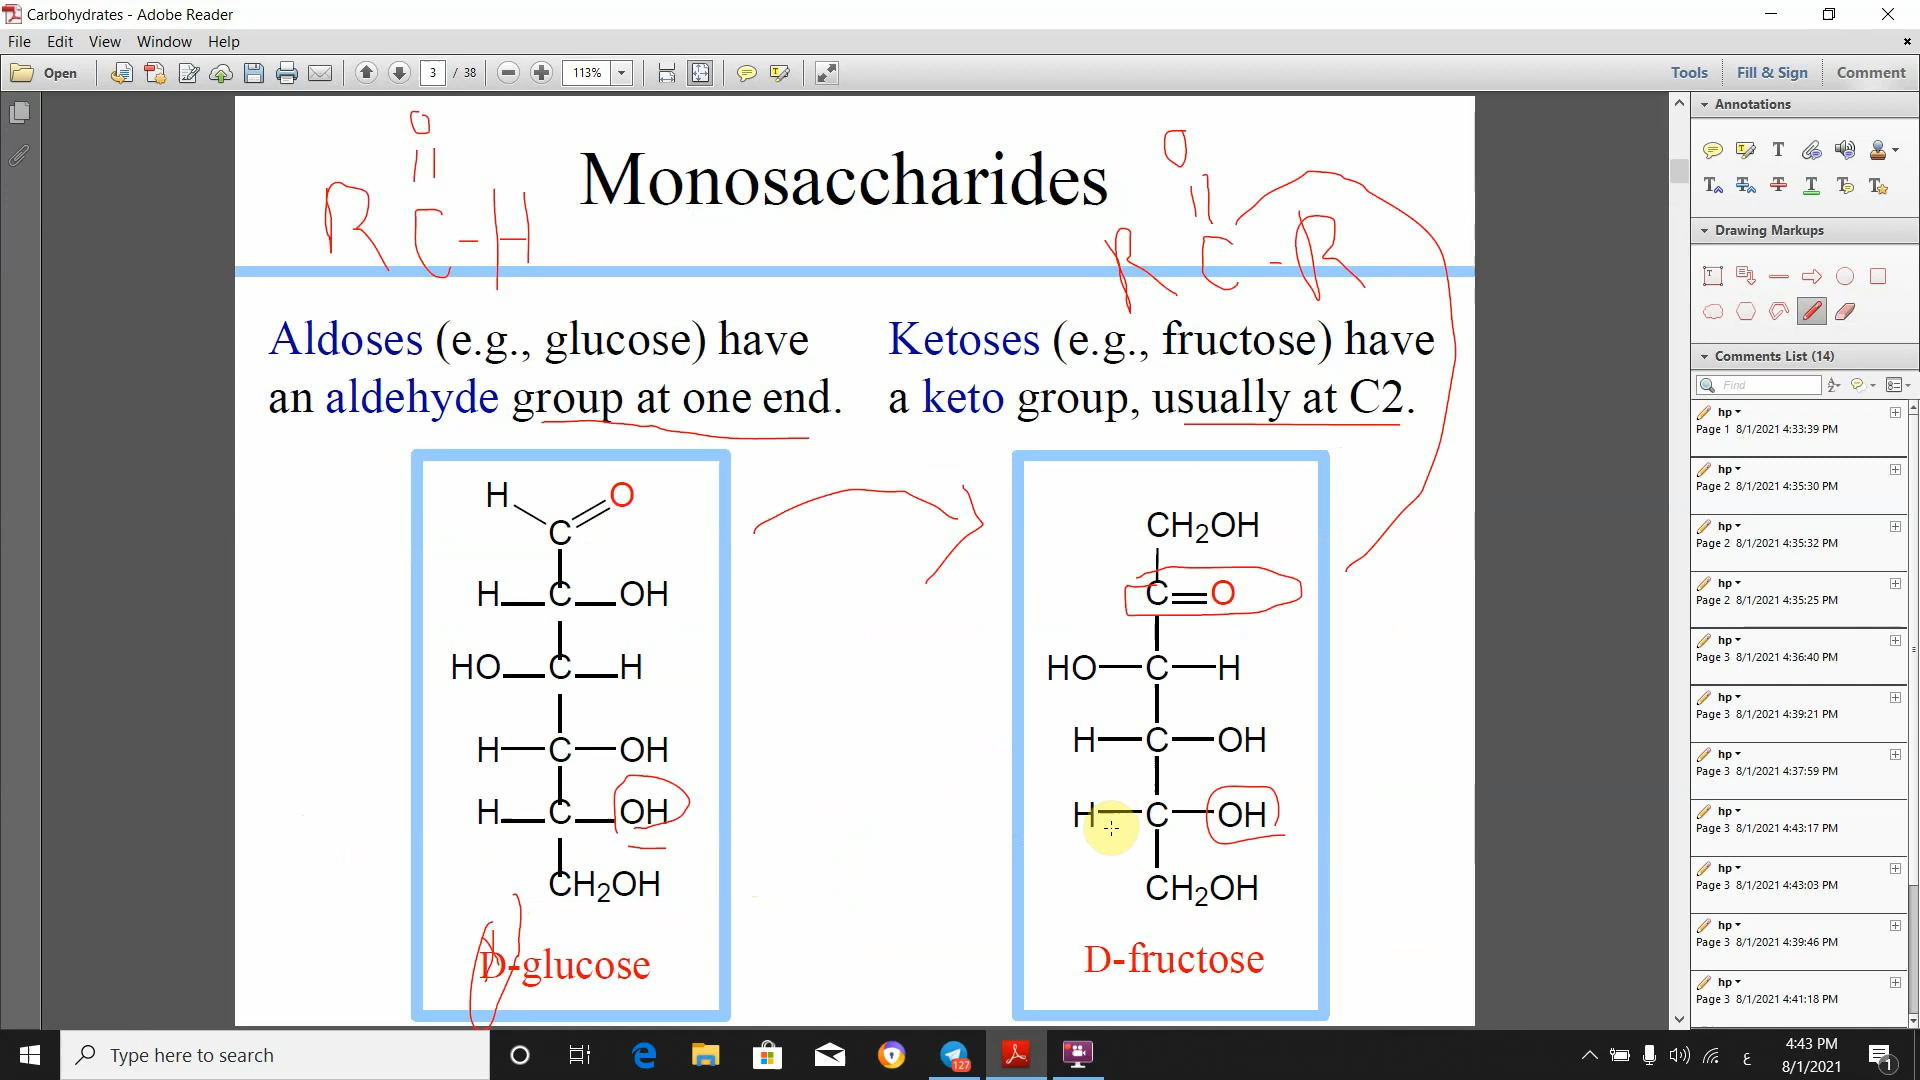 Carbohydrates - Adobe Reader
File Edit View Window Help
Open 3 / 38 113% Tools Fill & Sign Comment
O
R C - H
O
R C - R
Monosaccharides
Aldoses (e.g., glucose) have
an aldehyde group at one end.
Ketoses (e.g., fructose) have
a keto group, usually at C2.
H O
C
H C OH
HO C H
H C OH
H C OH
CH2OH
D-glucose
CH2OH
C O
HO C H
H C OH
H C OH
CH2OH
D-fructose
Annotations
Drawing Markups
Comments List (14)
Find
hp
Page 1 8/1/2021 4:33:39 PM
hp
Page 2 8/1/2021 4:35:30 PM
hp
Page 2 8/1/2021 4:35:32 PM
hp
Page 2 8/1/2021 4:35:25 PM
hp
Page 3 8/1/2021 4:36:40 PM
hp
Page 3 8/1/2021 4:39:21 PM
hp
Page 3 8/1/2021 4:37:59 PM
hp
Page 3 8/1/2021 4:43:17 PM
hp
Page 3 8/1/2021 4:43:03 PM
hp
Page 3 8/1/2021 4:39:46 PM
hp
Page 3 8/1/2021 4:41:18 PM
Type here to search
127
ع
4:43 PM
8/1/2021
1